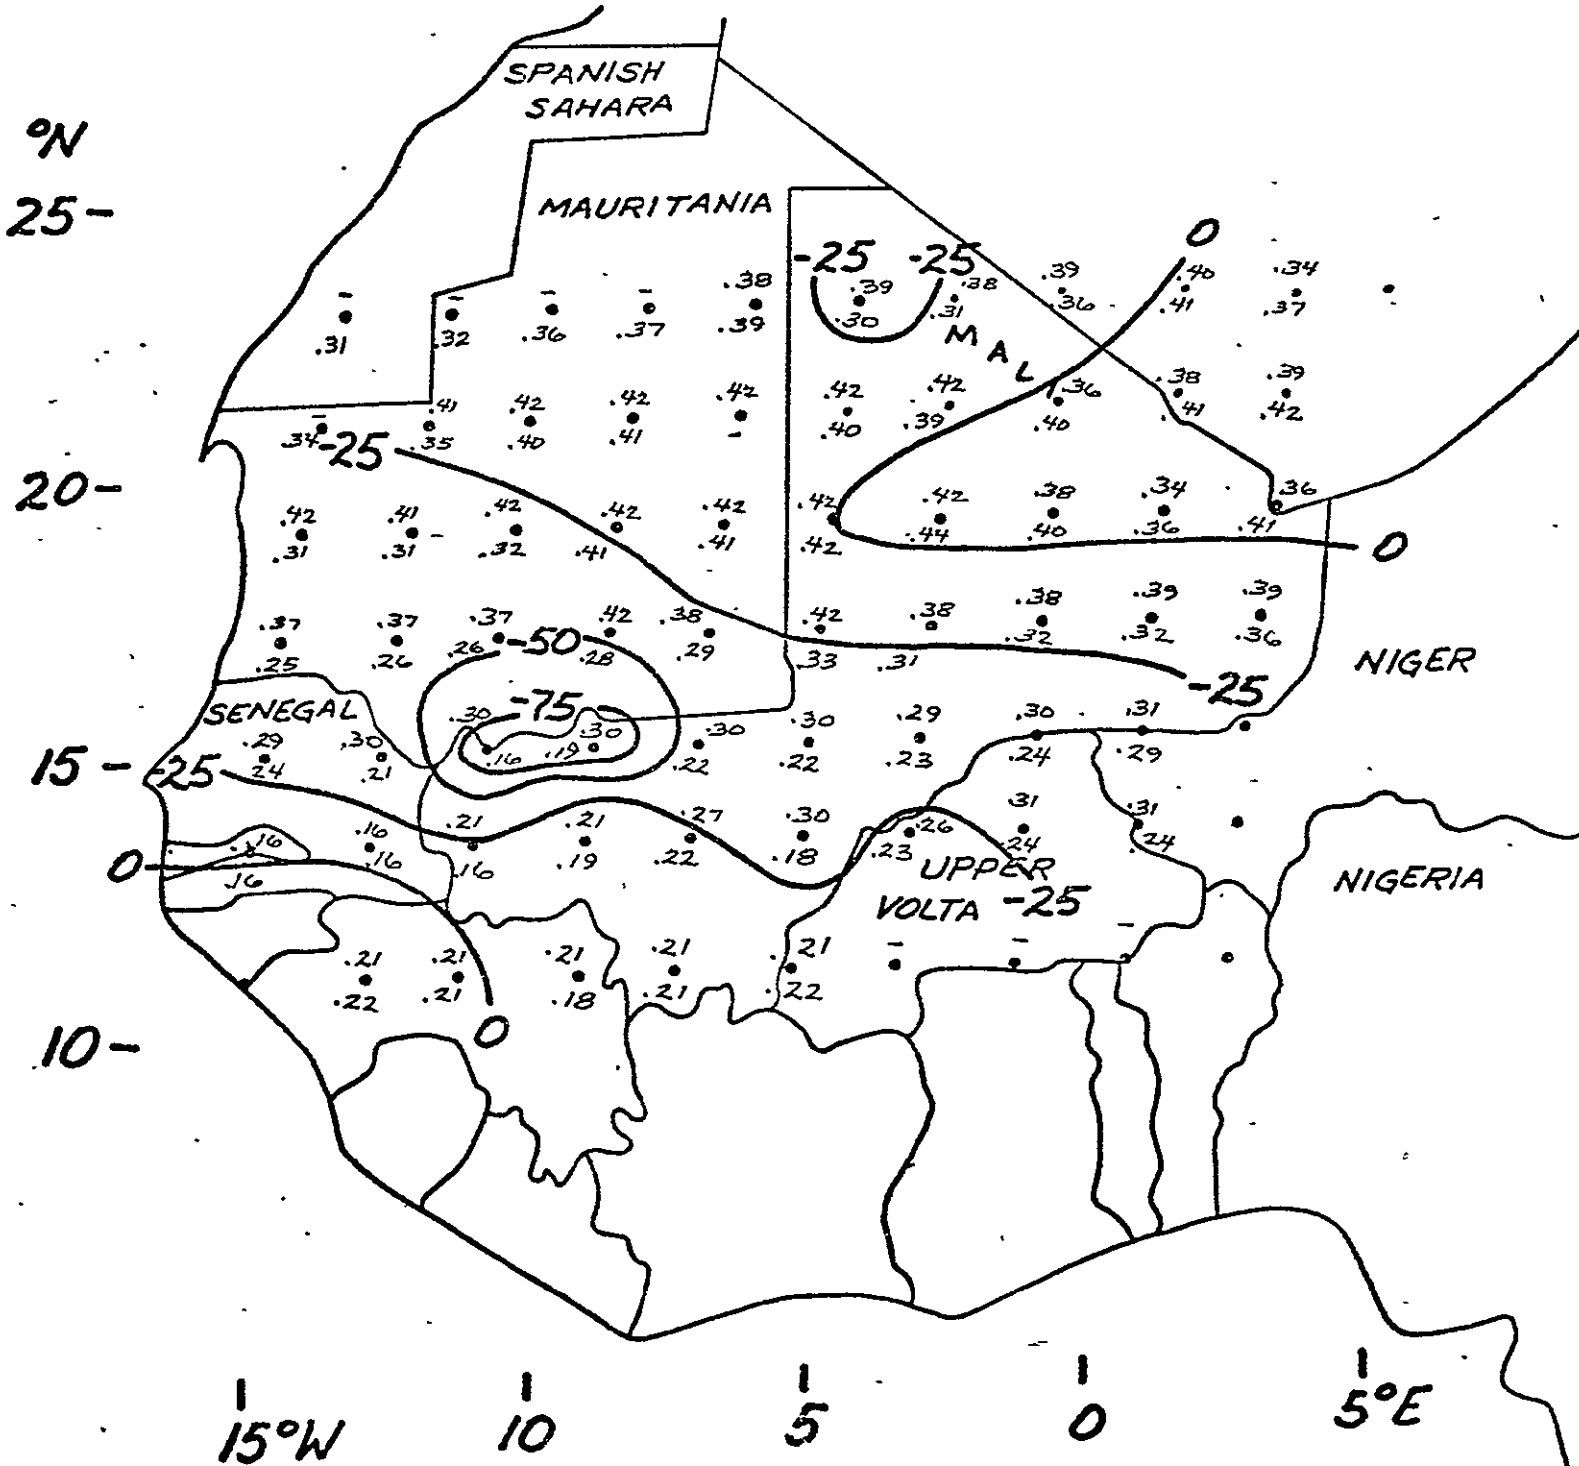 SPANISH
SAHARA
°N
25-
MAURITANIA
0
-25 -25
.38 .39 .38 .39 .40 .34
.31 .32 .36 .37 .39 .30 .31 .36 .41 .37
MALI
.41 .42 .42 .42 .42 .42 .36 .38 .39
.34 .35 .40 .41 - .40 .39 .40 .41 .42
-25
20-
.42 .41 .42 .42 .42 .42 .42 .38 .34 .36
.31 .31 .32 .41 .41 .42 .44 .40 .36 .41
0
.37 .37 .37 .42 .38 .42 .38 .38 .39 .39
-50
.25 .26 .26 .28 .29 .33 .31 .32 .32 .36
NIGER
-25
SENEGAL
-75
.29 .30 .30 .30 .30 .30 .29 .30 .31
.24 .21 .16 .19 .22 .22 .23 .24 .29
15-
-25
.16 .16 .21 .21 .27 .30 .26 .31 .31
.16 .16 .16 .19 .22 .18 .23 .24 .24
0
UPPER
VOLTA -25
NIGERIA
.21 .21 .21 .21 .21 - -
.22 .21 .18 .21 .22
0
10-
15°W 10 5 0 5°E